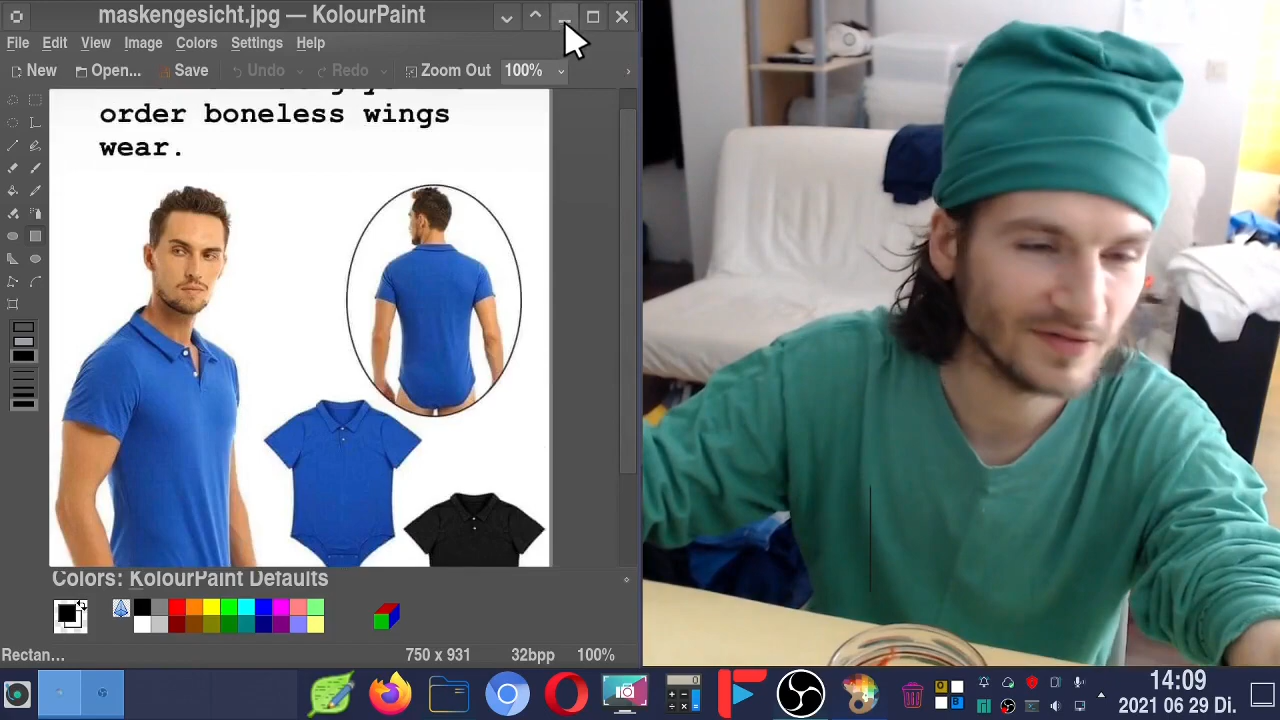 maskengesicht.jpg — KolourPaint
File Edit View Image Colors Settings Help
New Open... Save Undo Redo Zoom Out 100%
order boneless wings
wear.
Colors: KolourPaint Defaults
Rectan... 750 x 931 32bpp 100%
14:09
2021 06 29 Di.